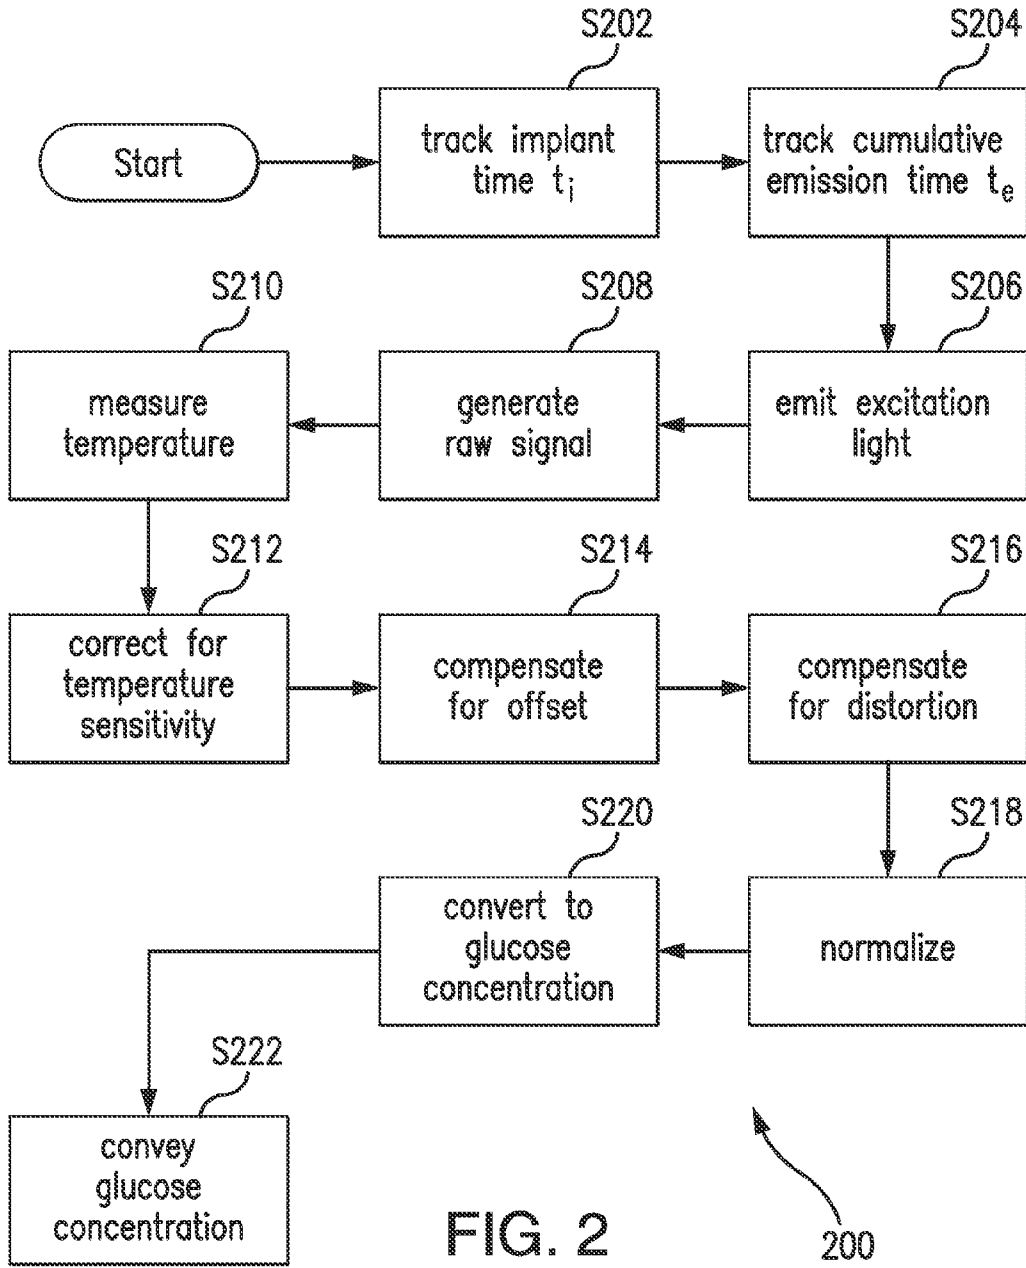 S202
S204
Start
track implant
time ti
track cumulative
emission time te
S210
S208
S206
measure
temperature
generate
raw signal
emit excitation
light
S212
S214
S216
correct for
temperature
sensitivity
compensate
for offset
compensate
for distortion
S220
S218
convert to
glucose
concentration
normalize
S222
convey
glucose
concentration
FIG. 2
200